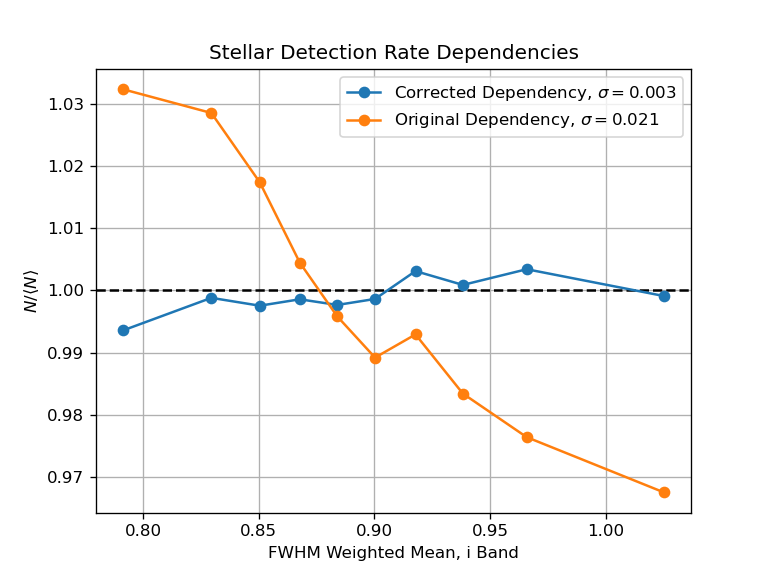 Stellar Detection Rate Dependencies
Corrected Dependency, σ = 0.003
Original Dependency, σ = 0.021
1.03
1.02
1.01
1.00
0.99
0.98
0.97
N/⟨N⟩
0.80 0.85 0.90 0.95 1.00
FWHM Weighted Mean, i Band